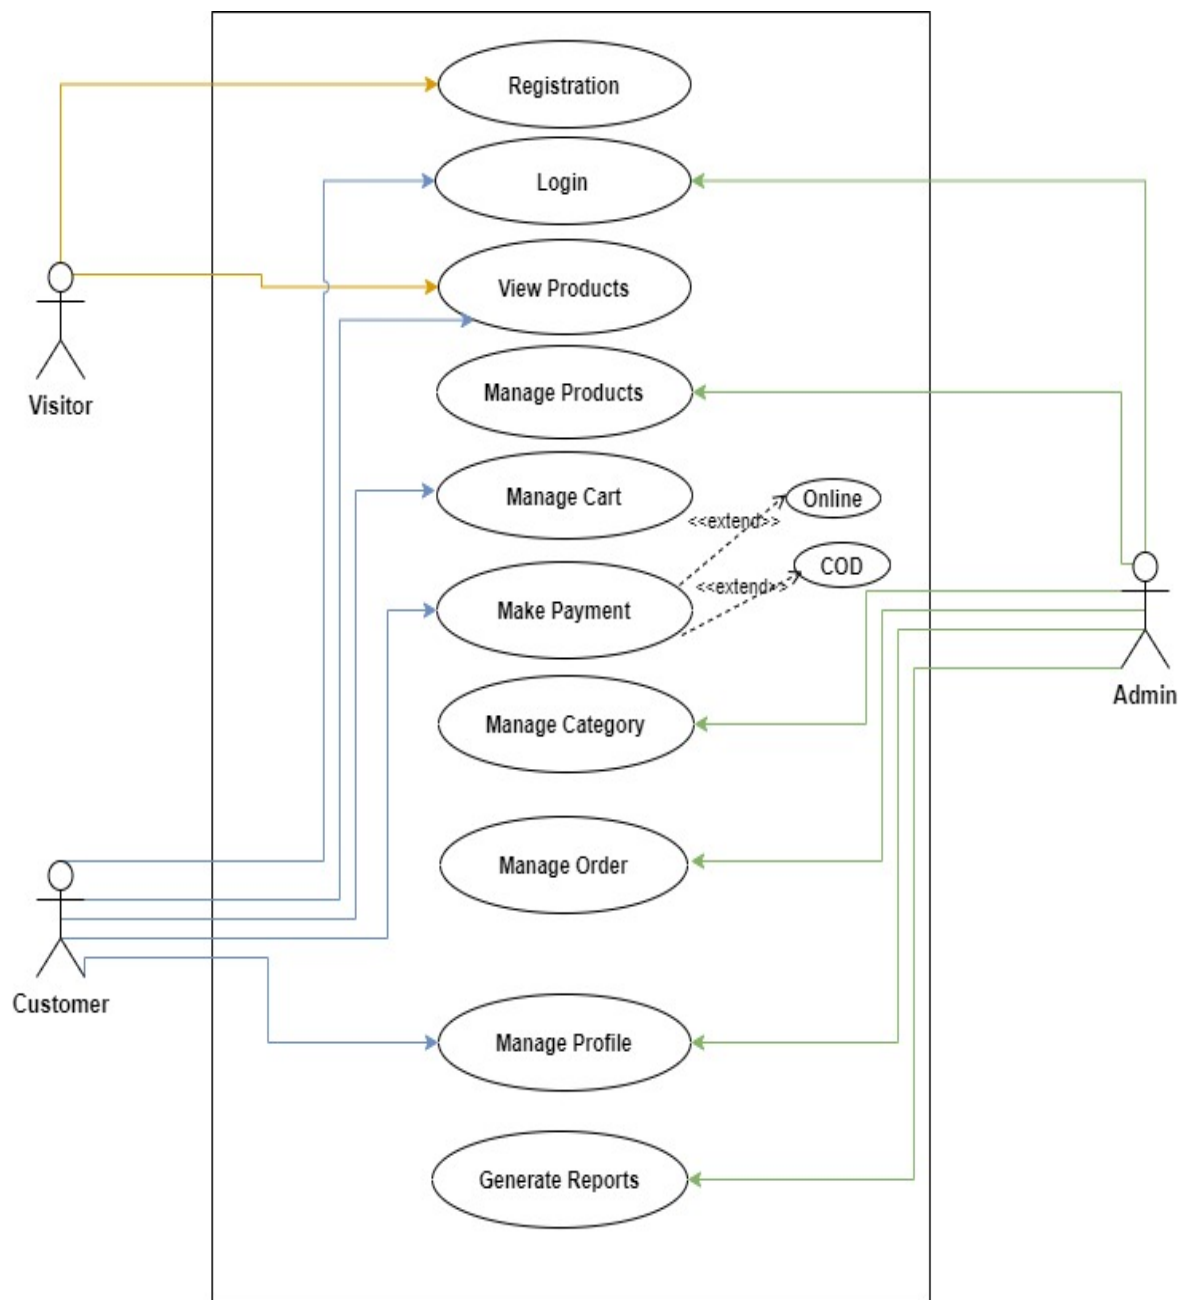 Registration
Login
View Products
Visitor
Manage Products
Manage Cart
Online
<<extend>>
COD
<<extend>>
Make Payment
Admin
Manage Category
Manage Order
Customer
Manage Profile
Generate Reports